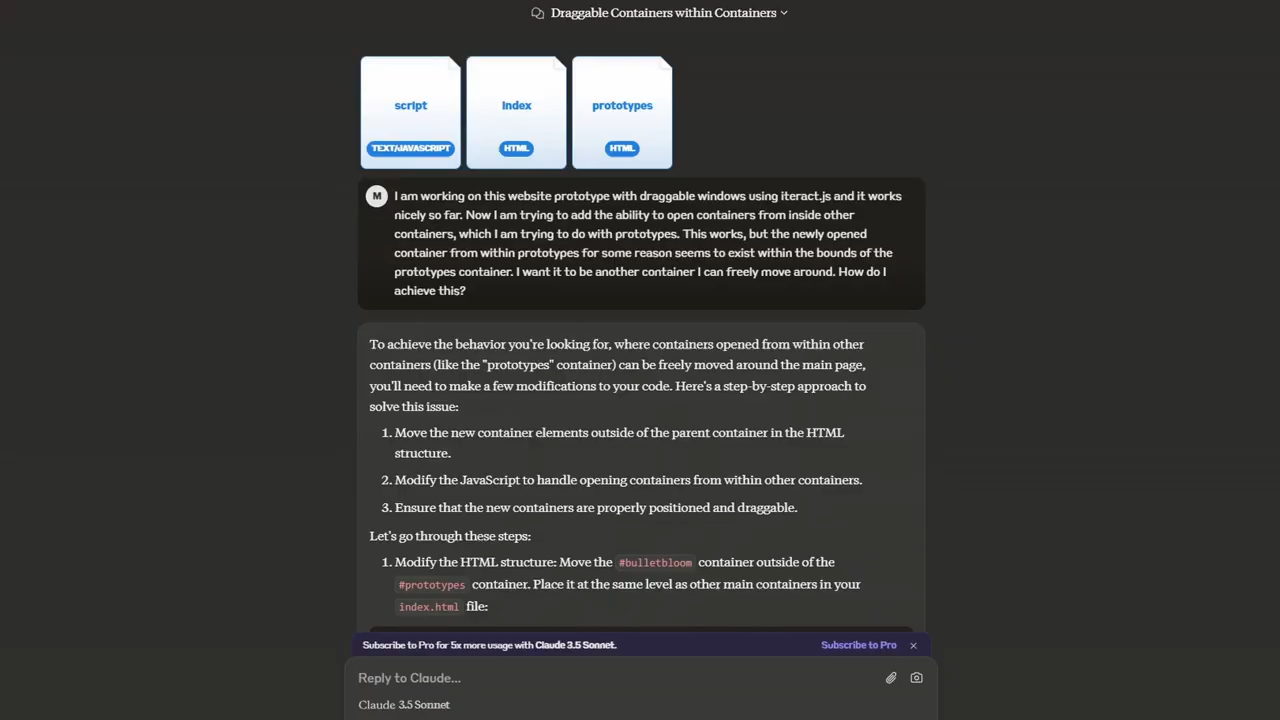 Draggable Containers within Containers
script
index
prototypes
TEXT/JAVASCRIPT
HTML
HTML
M
I am working on this website prototype with draggable windows using iteract.js and it works
nicely so far. Now I am trying to add the ability to open containers from inside other
containers, which I am trying to do with prototypes. This works, but the newly opened
container from within prototypes for some reason seems to exist within the bounds of the
prototypes container. I want it to be another container I can freely move around. How do I
achieve this?
To achieve the behavior you're looking for, where containers opened from within other
containers (like the "prototypes" container) can be freely moved around the main page,
you'll need to make a few modifications to your code. Here's a step-by-step approach to
solve this issue:
1. Move the new container elements outside of the parent container in the HTML
structure.
2. Modify the JavaScript to handle opening containers from within other containers.
3. Ensure that the new containers are properly positioned and draggable.
Let's go through these steps:
1. Modify the HTML structure: Move the #bulletbloom container outside of the
#prototypes container. Place it at the same level as other main containers in your
index.html file:
Subscribe to Pro for 5x more usage with Claude 3.5 Sonnet.
Subscribe to Pro
Reply to Claude...
Claude 3.5 Sonnet